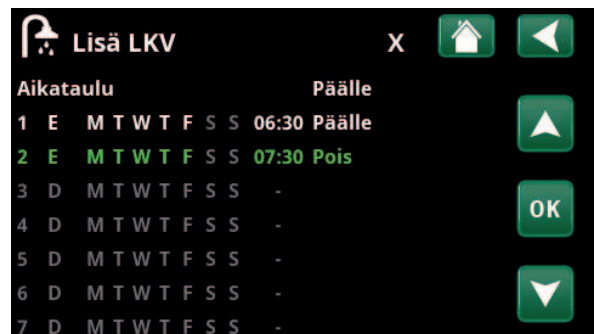 Lisä LKV X
Aikataulu Päälle
1 E M T W T F S S 06:30 Päälle
2 E M T W T F S S 07:30 Pois
3 D M T W T F S S -
4 D M T W T F S S -
5 D M T W T F S S -
6 D M T W T F S S -
7 D M T W T F S S -
OK